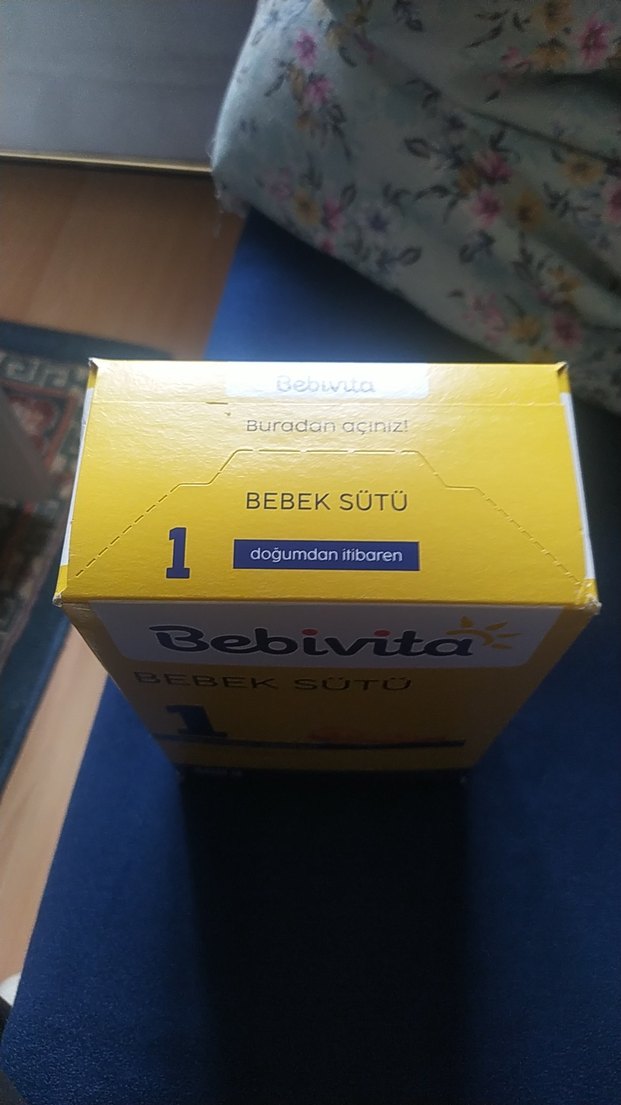 Bebivita
Buradan açınız!
BEBEK SÜTÜ
1
doğumdan itibaren
Bebivita
BEBEK SÜTÜ
1